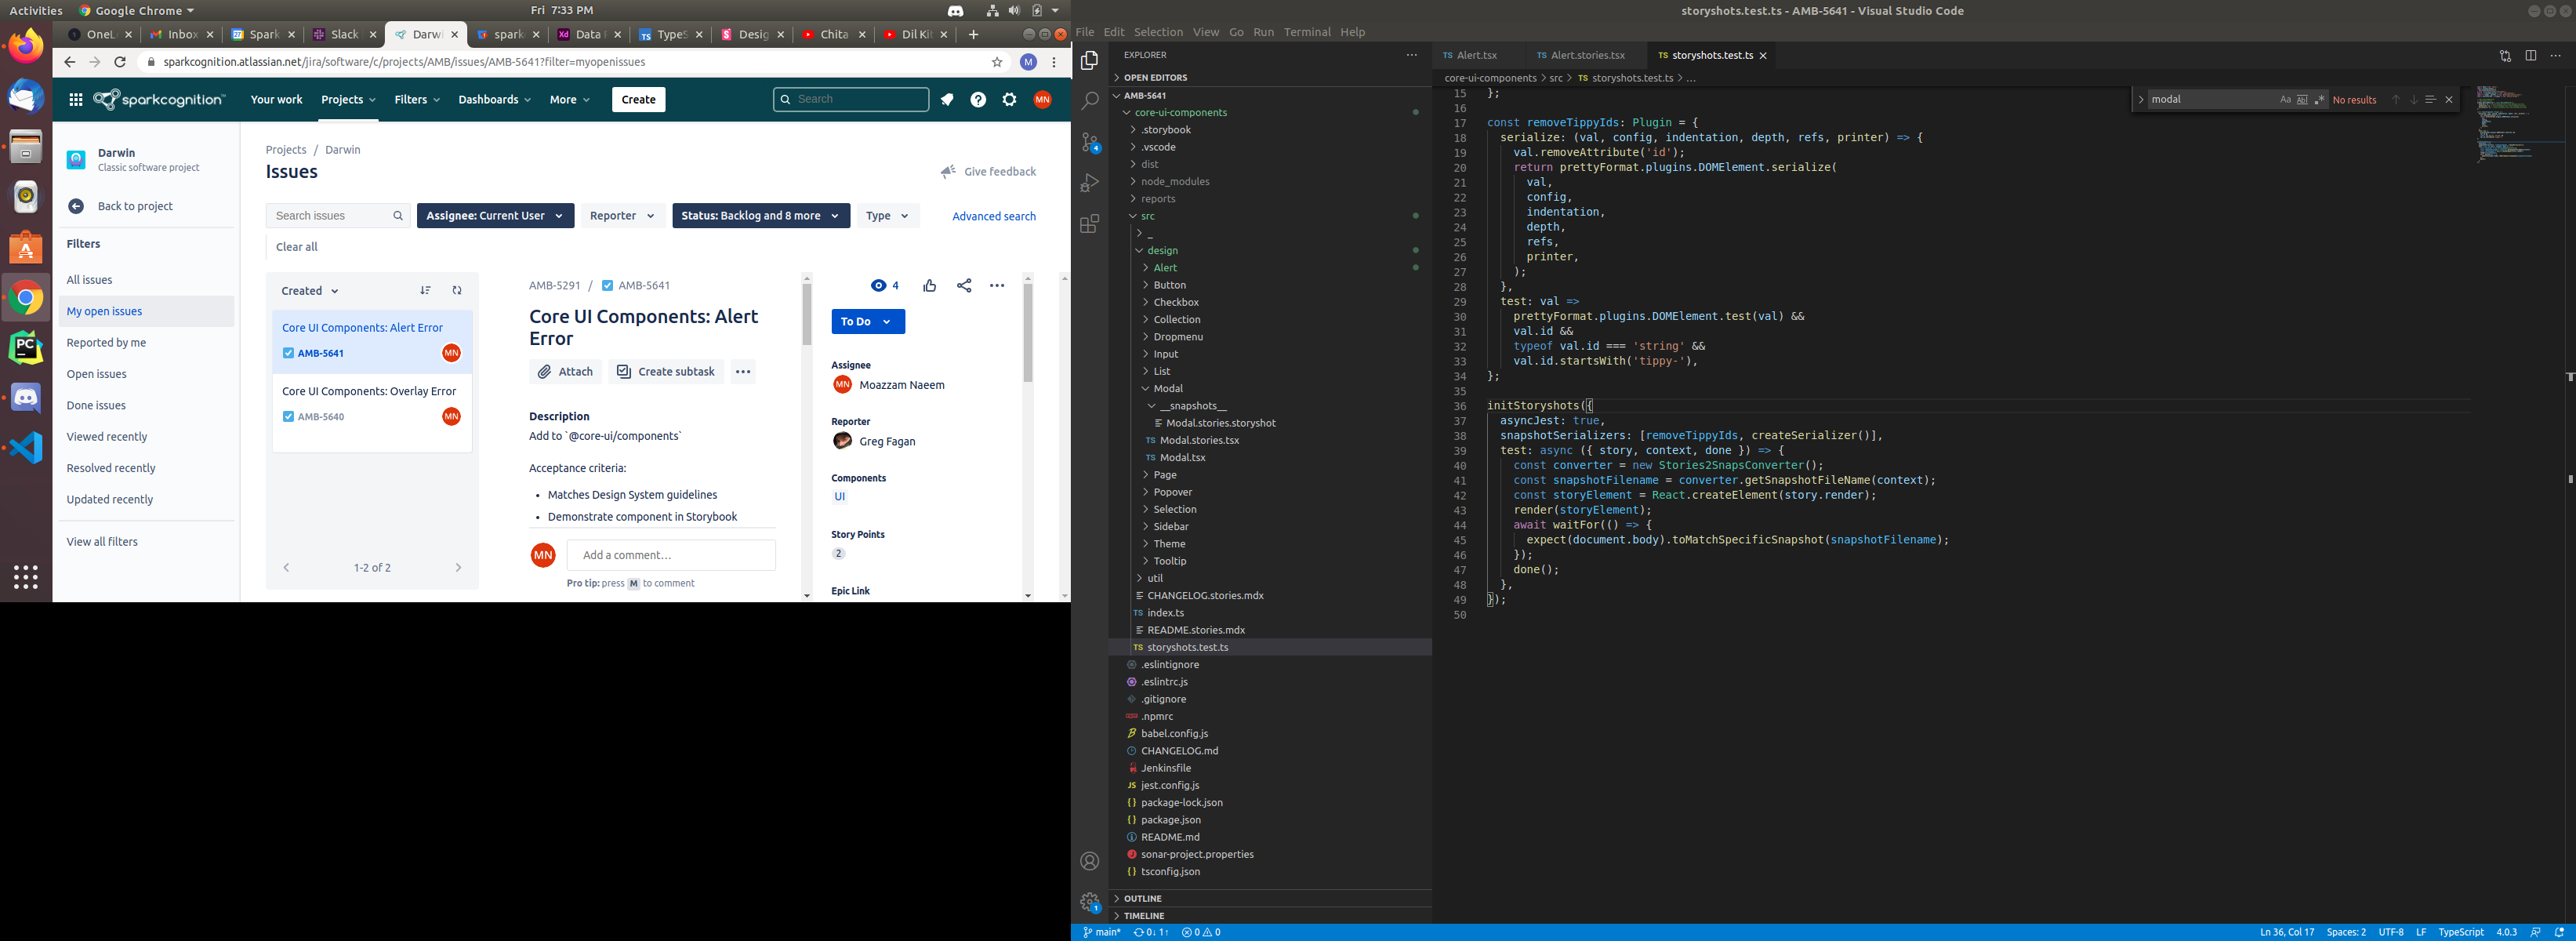 Activities
Google Chrome
Fri 7:33 PM
OneL
Inbox
Spark
Slack
Darwi
spark
Data F
TypeS
Desig
Chita
Dil Kit
sparkcognition.atlassian.net/jira/software/c/projects/AMB/issues/AMB-5641?filter=myopenissues
M
sparkcognition
Your work
Projects
Filters
Dashboards
More
Create
Search
MN
Darwin
Classic software project
Back to project
Filters
All issues
My open issues
Reported by me
Open issues
Done issues
Viewed recently
Resolved recently
Updated recently
View all filters
Projects / Darwin
Issues
Give feedback
Search issues
Assignee: Current User
Reporter
Status: Backlog and 8 more
Type
Advanced search
Clear all
Created
Core UI Components: Alert Error
AMB-5641
MN
Core UI Components: Overlay Error
AMB-5640
MN
1-2 of 2
AMB-5291 / AMB-5641
4
Core UI Components: Alert
Error
Attach
Create subtask
Description
Add to `@core-ui/components`
Acceptance criteria:
• Matches Design System guidelines
• Demonstrate component in Storybook
MN
Add a comment…
Pro tip: press M to comment
To Do
Assignee
MN Moazzam Naeem
Reporter
Greg Fagan
Components
UI
Story Points
2
Epic Link
storyshots.test.ts - AMB-5641 - Visual Studio Code
File Edit Selection View Go Run Terminal Help
EXPLORER
OPEN EDITORS
AMB-5641
core-ui-components
.storybook
.vscode
dist
node_modules
reports
src
_
design
Alert
Button
Checkbox
Collection
Dropmenu
Input
List
Modal
__snapshots__
Modal.stories.storyshot
TS Modal.stories.tsx
TS Modal.tsx
Page
Popover
Selection
Sidebar
Theme
Tooltip
util
CHANGELOG.stories.mdx
TS index.ts
README.stories.mdx
TS storyshots.test.ts
.eslintignore
.eslintrc.js
.gitignore
.npmrc
babel.config.js
CHANGELOG.md
Jenkinsfile
JS jest.config.js
{ } package-lock.json
{ } package.json
README.md
sonar-project.properties
{ } tsconfig.json
OUTLINE
TIMELINE
4
1
TS Alert.tsx
TS Alert.stories.tsx
TS storyshots.test.ts
core-ui-components > src > TS storyshots.test.ts > ...
modal
Aa
No results
15 };
16
17 const removeTippyIds: Plugin = {
18 serialize: (val, config, indentation, depth, refs, printer) => {
19 val.removeAttribute('id');
20 return prettyFormat.plugins.DOMElement.serialize(
21 val,
22 config,
23 indentation,
24 depth,
25 refs,
26 printer,
27 );
28 },
29 test: val =>
30 prettyFormat.plugins.DOMElement.test(val) &&
31 val.id &&
32 typeof val.id === 'string' &&
33 val.id.startsWith('tippy-'),
34 };
35
36 initStoryshots({
37 asyncJest: true,
38 snapshotSerializers: [removeTippyIds, createSerializer()],
39 test: async ({ story, context, done }) => {
40 const converter = new Stories2SnapsConverter();
41 const snapshotFilename = converter.getSnapshotFileName(context);
42 const storyElement = React.createElement(story.render);
43 render(storyElement);
44 await waitFor(() => {
45 expect(document.body).toMatchSpecificSnapshot(snapshotFilename);
46 });
47 done();
48 },
49 });
50
main*
0↓ 1↑
0 0
Ln 36, Col 17
Spaces: 2
UTF-8
LF
TypeScript
4.0.3